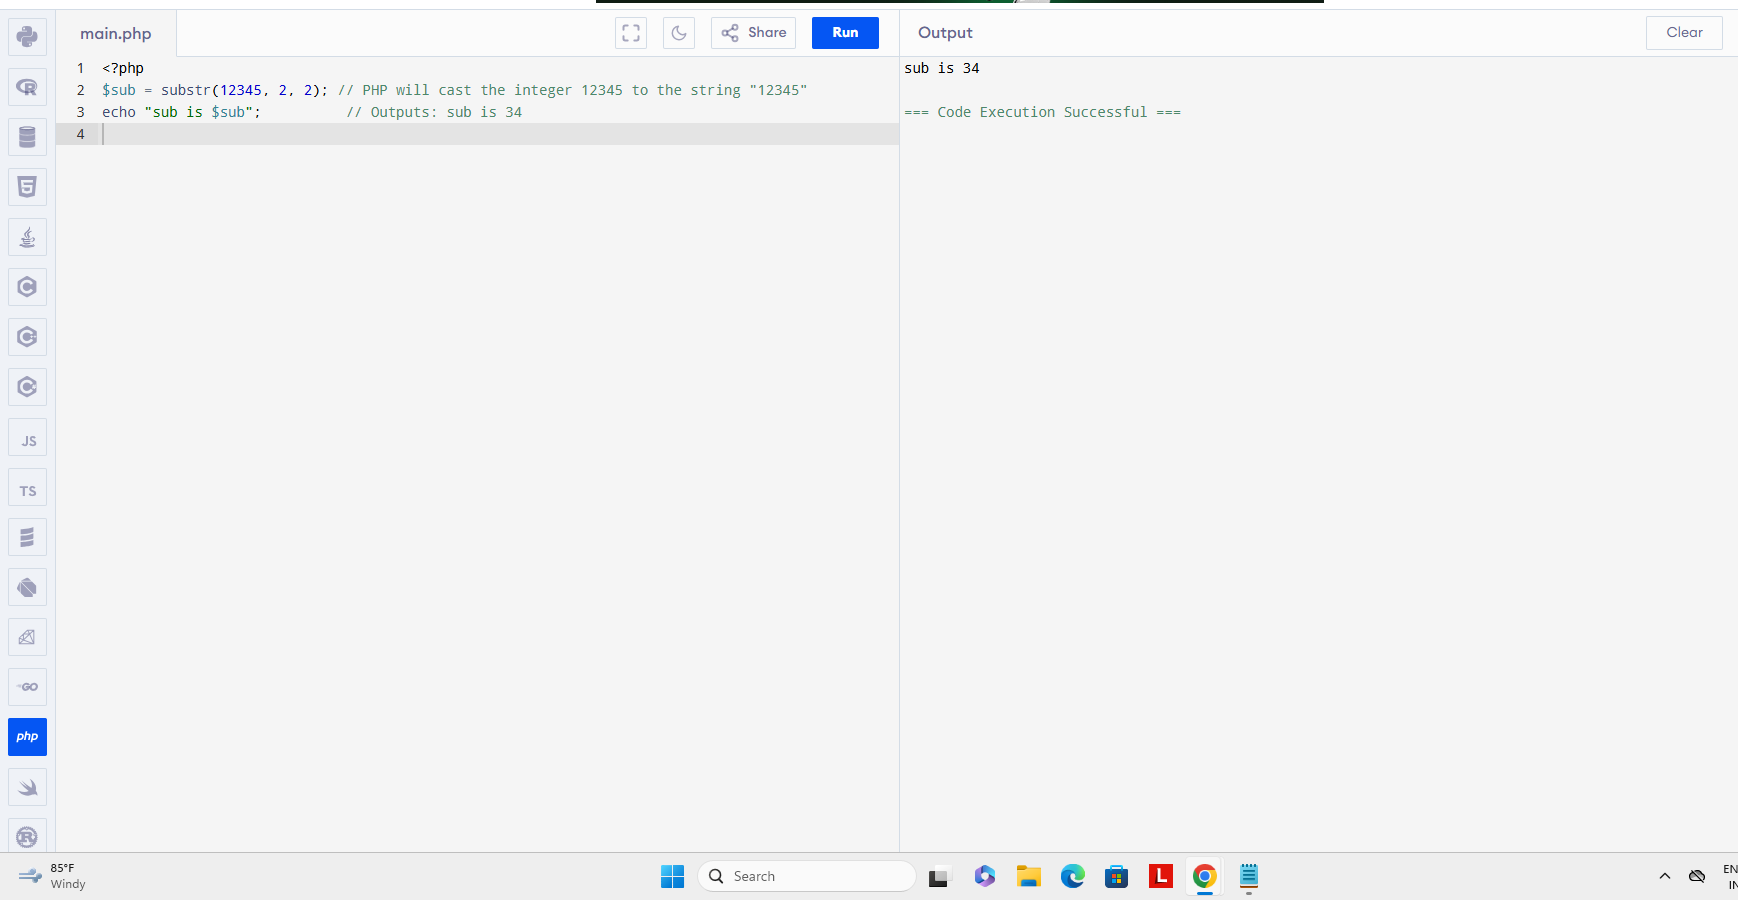 main.php
Share
Run
Output
Clear
1 <?php
2 $sub = substr(12345, 2, 2); // PHP will cast the integer 12345 to the string "12345"
3 echo "sub is $sub";          // Outputs: sub is 34
4
sub is 34
=== Code Execution Successful ===
JS
TS
GO
php
85°F
Windy
Search
L
EN
IN